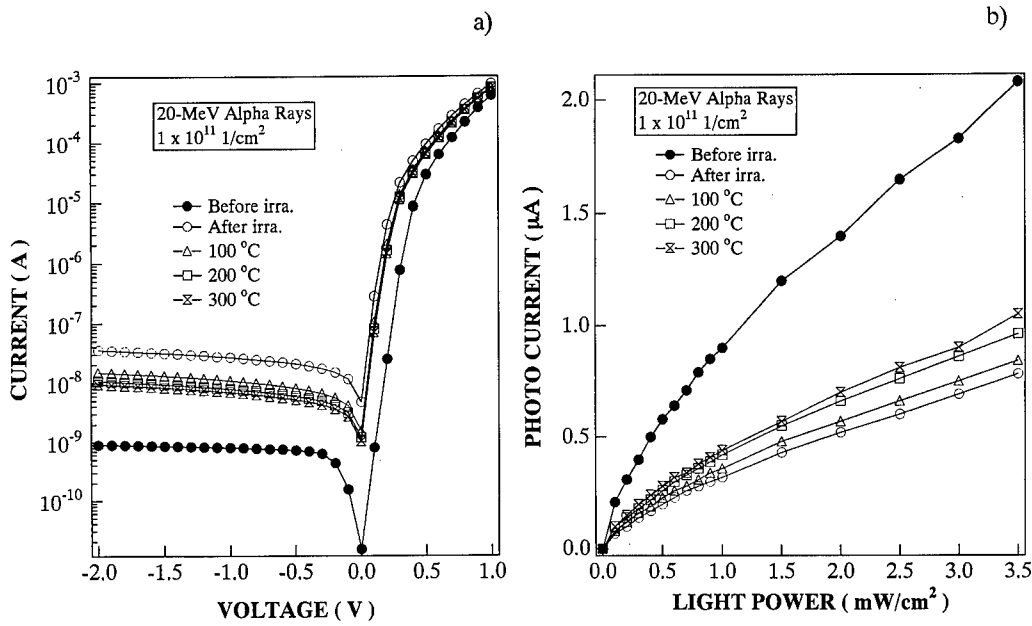 a)
20-MeV Alpha Rays
1 x 10^11 1/cm^2
Before irra.
After irra.
100 °C
200 °C
300 °C
CURRENT ( A )
10^-3
10^-4
10^-5
10^-6
10^-7
10^-8
10^-9
10^-10
-2.0 -1.5 -1.0 -0.5 0.0 0.5 1.0
VOLTAGE ( V )
b)
20-MeV Alpha Rays
1 x 10^11 1/cm^2
Before irra.
After irra.
100 °C
200 °C
300 °C
PHOTO CURRENT ( μA )
2.0
1.5
1.0
0.5
0.0
0.0 0.5 1.0 1.5 2.0 2.5 3.0 3.5
LIGHT POWER ( mW/cm^2 )